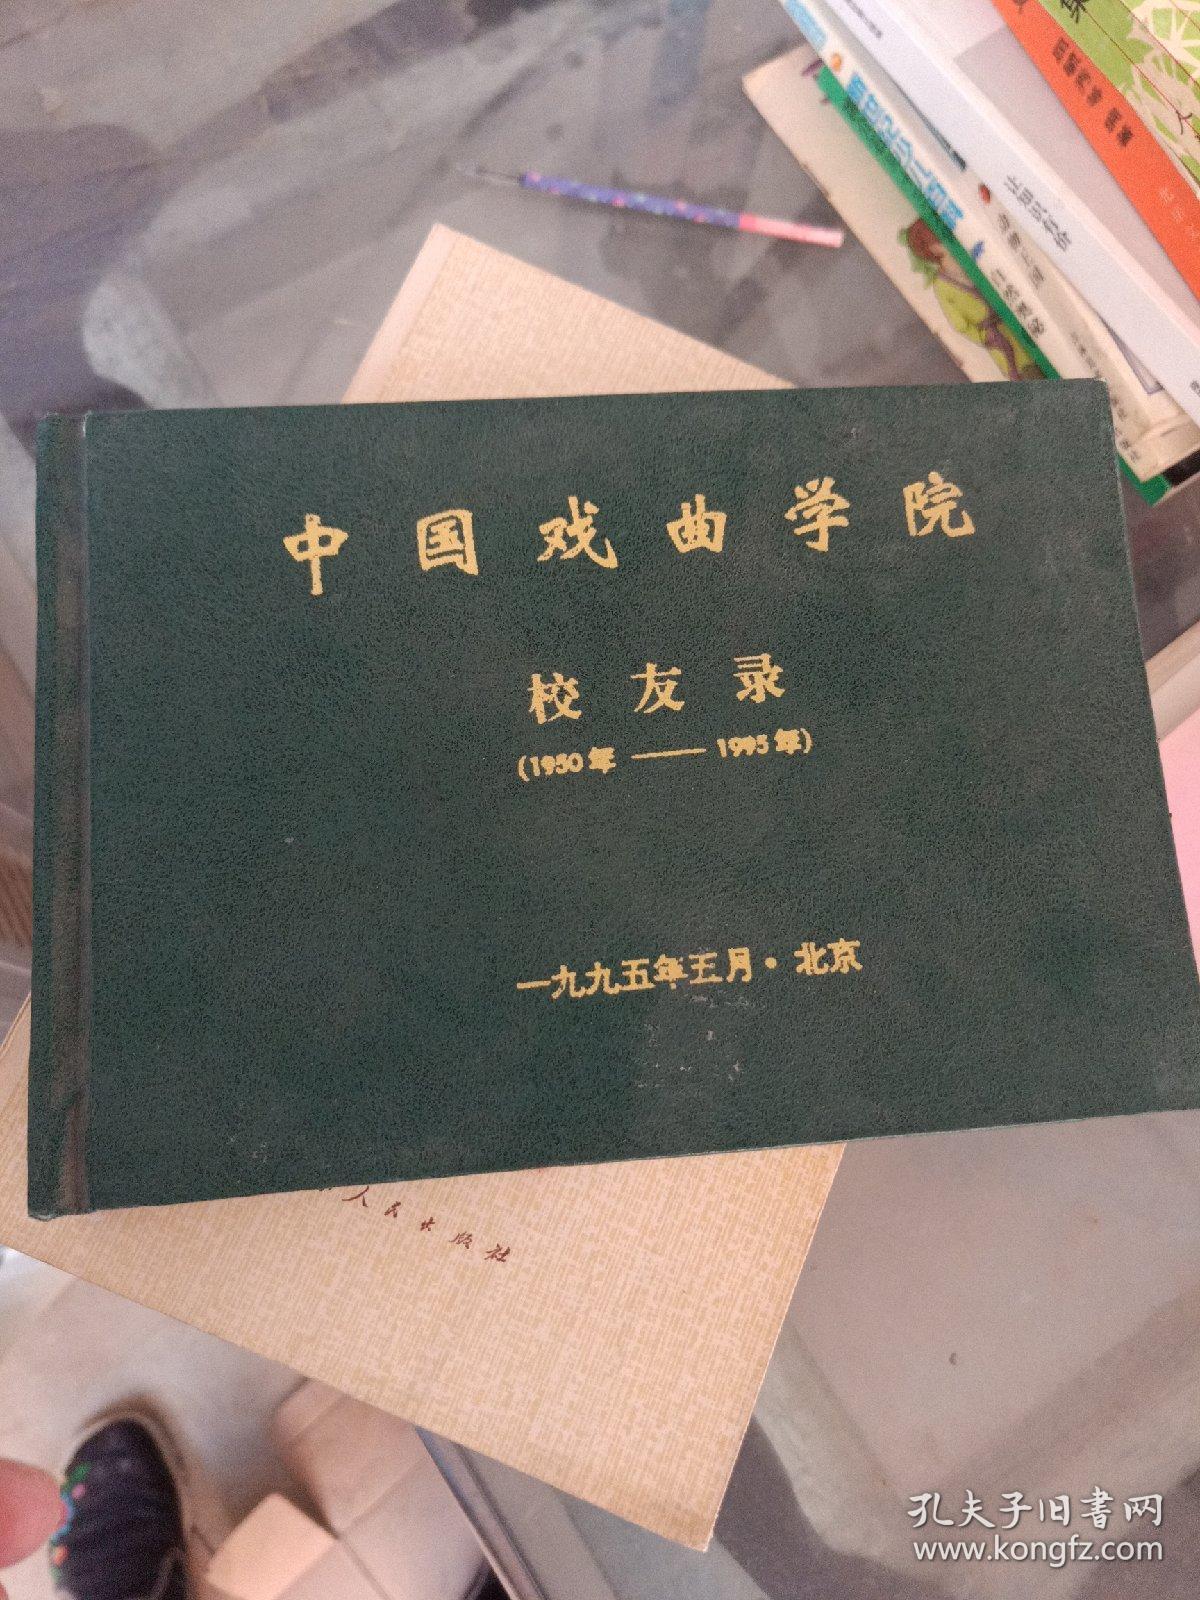 中国戏曲学院
校友录
(1950年——1995年)
一九九五年五月·北京
人民出版社
孔夫子旧书网
www.kongfz.com